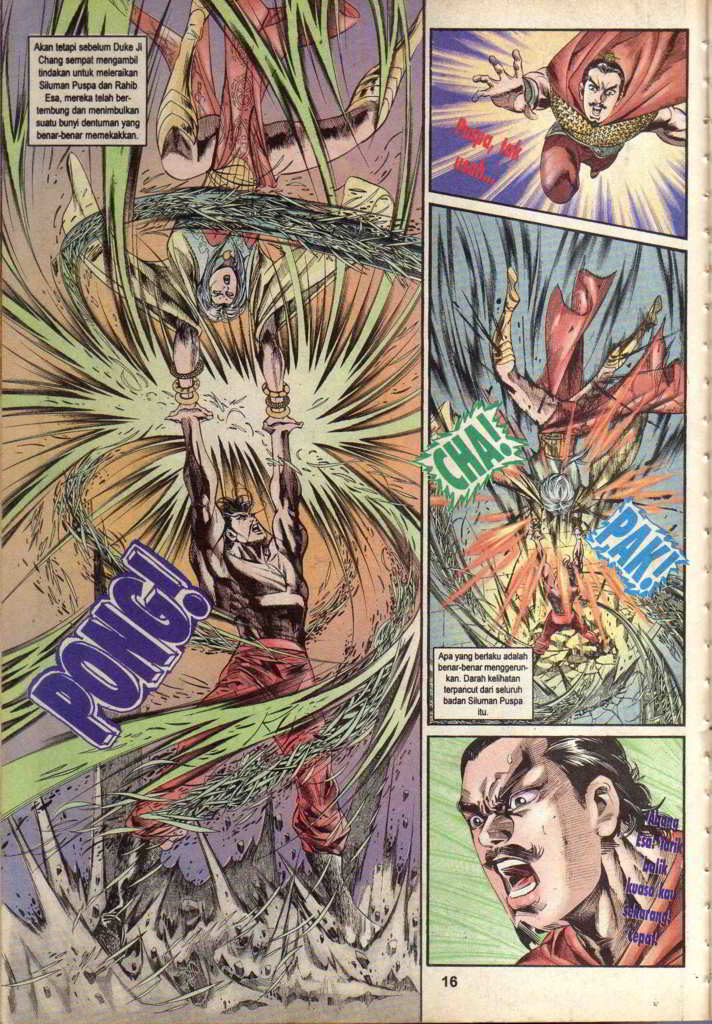 Akan tetapi sebelum Duke Ji
Chang sempat mengambil
tindakan untuk meleraikan
Siluman Puspa dan Rahib
Esa, mereka telah ber-
tembung dan menimbulkan
suatu bunyi dentuman yang
benar-benar memekakkan.
PONG!
Puspa, tak
usah...
CHA!
PAK!
Apa yang berlaku adalah
benar-benar menggerun-
kan. Darah kelihatan
terpancut dari seluruh
badan Siluman Puspa
itu.
Abang
Esa! Tarik
balik
kuasa kau
sekarang!
Cepat!
16